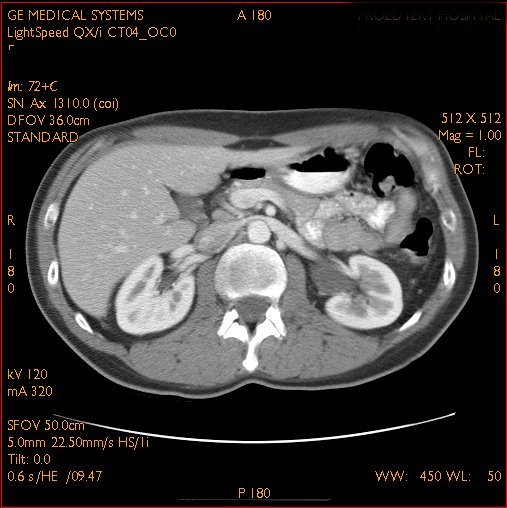 GE MEDICAL SYSTEMS
A 180
LightSpeed QX/i CT04_OC0
F
Im: 72+C
SN Ax 1310.0 (coi)
DFOV 36.0cm
STANDARD
512 X 512
Mag = 1.00
FL:
ROT:
R
180
L
180
kV 120
mA 320
SFOV 50.0cm
5.0mm 22.50mm/s HS/1i
Tilt: 0.0
0.6 s/HE /09.47
P 180
WW: 450 WL: 50